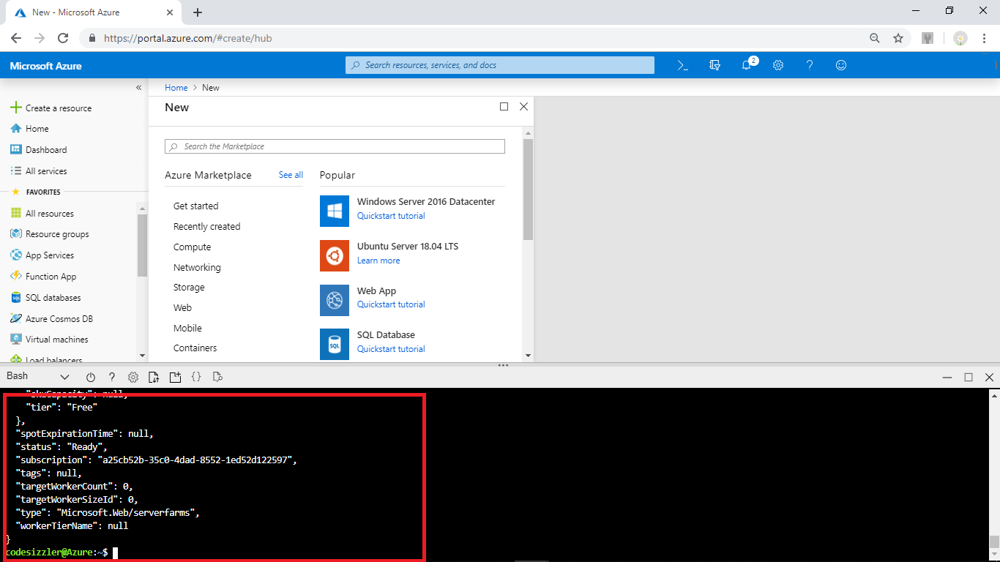 New - Microsoft Azure
https://portal.azure.com/#create/hub
Microsoft Azure
Search resources, services, and docs
2
Home > New
Create a resource
Home
Dashboard
All services
FAVORITES
All resources
Resource groups
App Services
Function App
SQL databases
Azure Cosmos DB
Virtual machines
Load balancers
New
Search the Marketplace
Azure Marketplace
See all
Get started
Recently created
Compute
Networking
Storage
Web
Mobile
Containers
Popular
Windows Server 2016 Datacenter
Quickstart tutorial
Ubuntu Server 18.04 LTS
Learn more
Web App
Quickstart tutorial
SQL
SQL Database
Quickstart tutorial
Bash
"skuCapacity": null,
"tier": "Free"
},
"spotExpirationTime": null,
"status": "Ready",
"subscription": "a25cb52b-35c0-4dad-8552-1ed52d122597",
"tags": null,
"targetWorkerCount": 0,
"targetWorkerSizeId": 0,
"type": "Microsoft.Web/serverfarms",
"workerTierName": null
}
codesizzler@Azure:~$